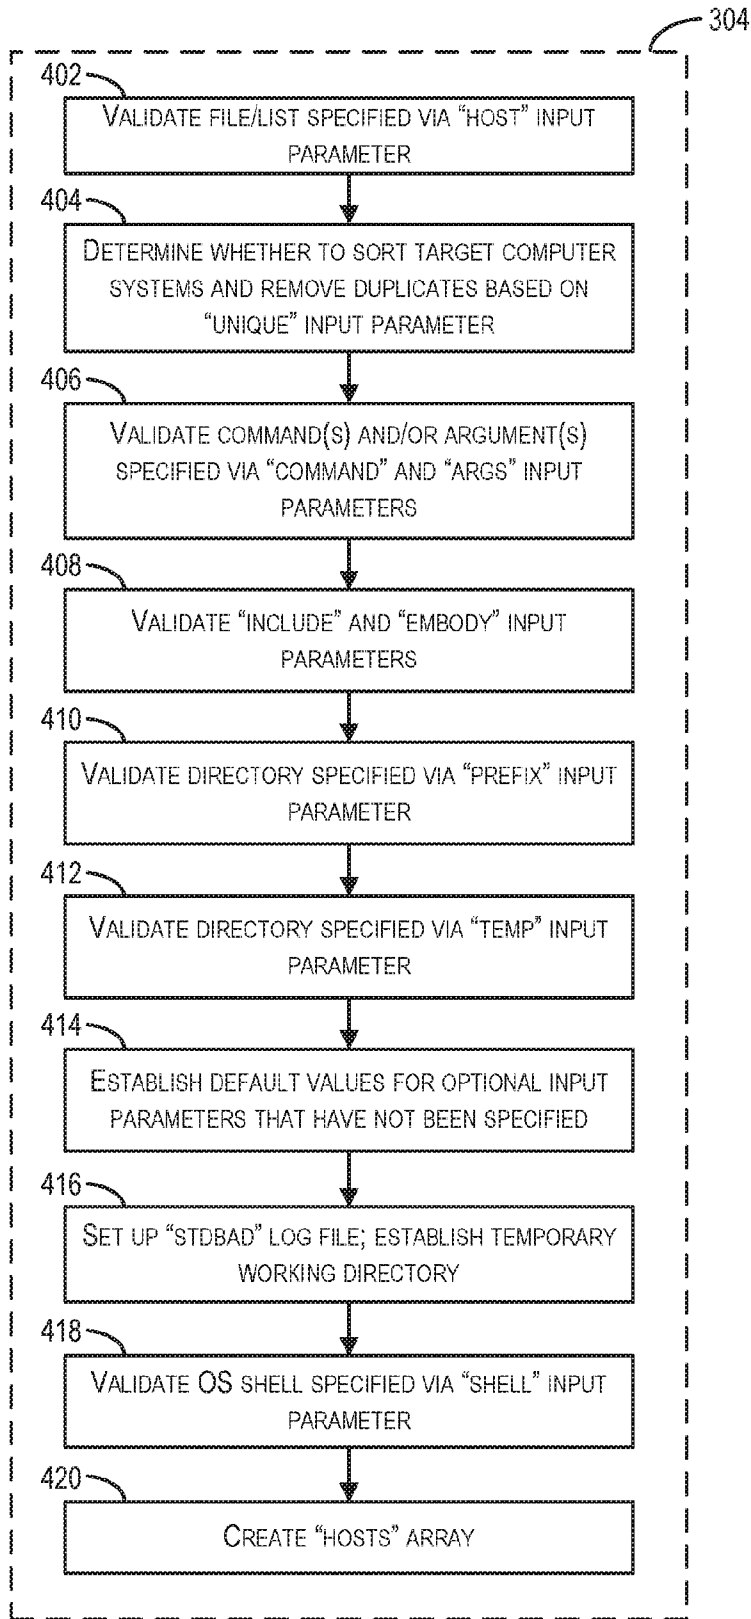 304
402
VALIDATE FILE/LIST SPECIFIED VIA “HOST” INPUT
PARAMETER
404
DETERMINE WHETHER TO SORT TARGET COMPUTER
SYSTEMS AND REMOVE DUPLICATES BASED ON
“UNIQUE” INPUT PARAMETER
406
VALIDATE COMMAND(S) AND/OR ARGUMENT(S)
SPECIFIED VIA “COMMAND” AND “ARGS” INPUT
PARAMETERS
408
VALIDATE “INCLUDE” AND “EMBODY” INPUT
PARAMETERS
410
VALIDATE DIRECTORY SPECIFIED VIA “PREFIX” INPUT
PARAMETER
412
VALIDATE DIRECTORY SPECIFIED VIA “TEMP” INPUT
PARAMETER
414
ESTABLISH DEFAULT VALUES FOR OPTIONAL INPUT
PARAMETERS THAT HAVE NOT BEEN SPECIFIED
416
SET UP “STDBAD” LOG FILE; ESTABLISH TEMPORARY
WORKING DIRECTORY
418
VALIDATE OS SHELL SPECIFIED VIA “SHELL” INPUT
PARAMETER
420
CREATE “HOSTS” ARRAY